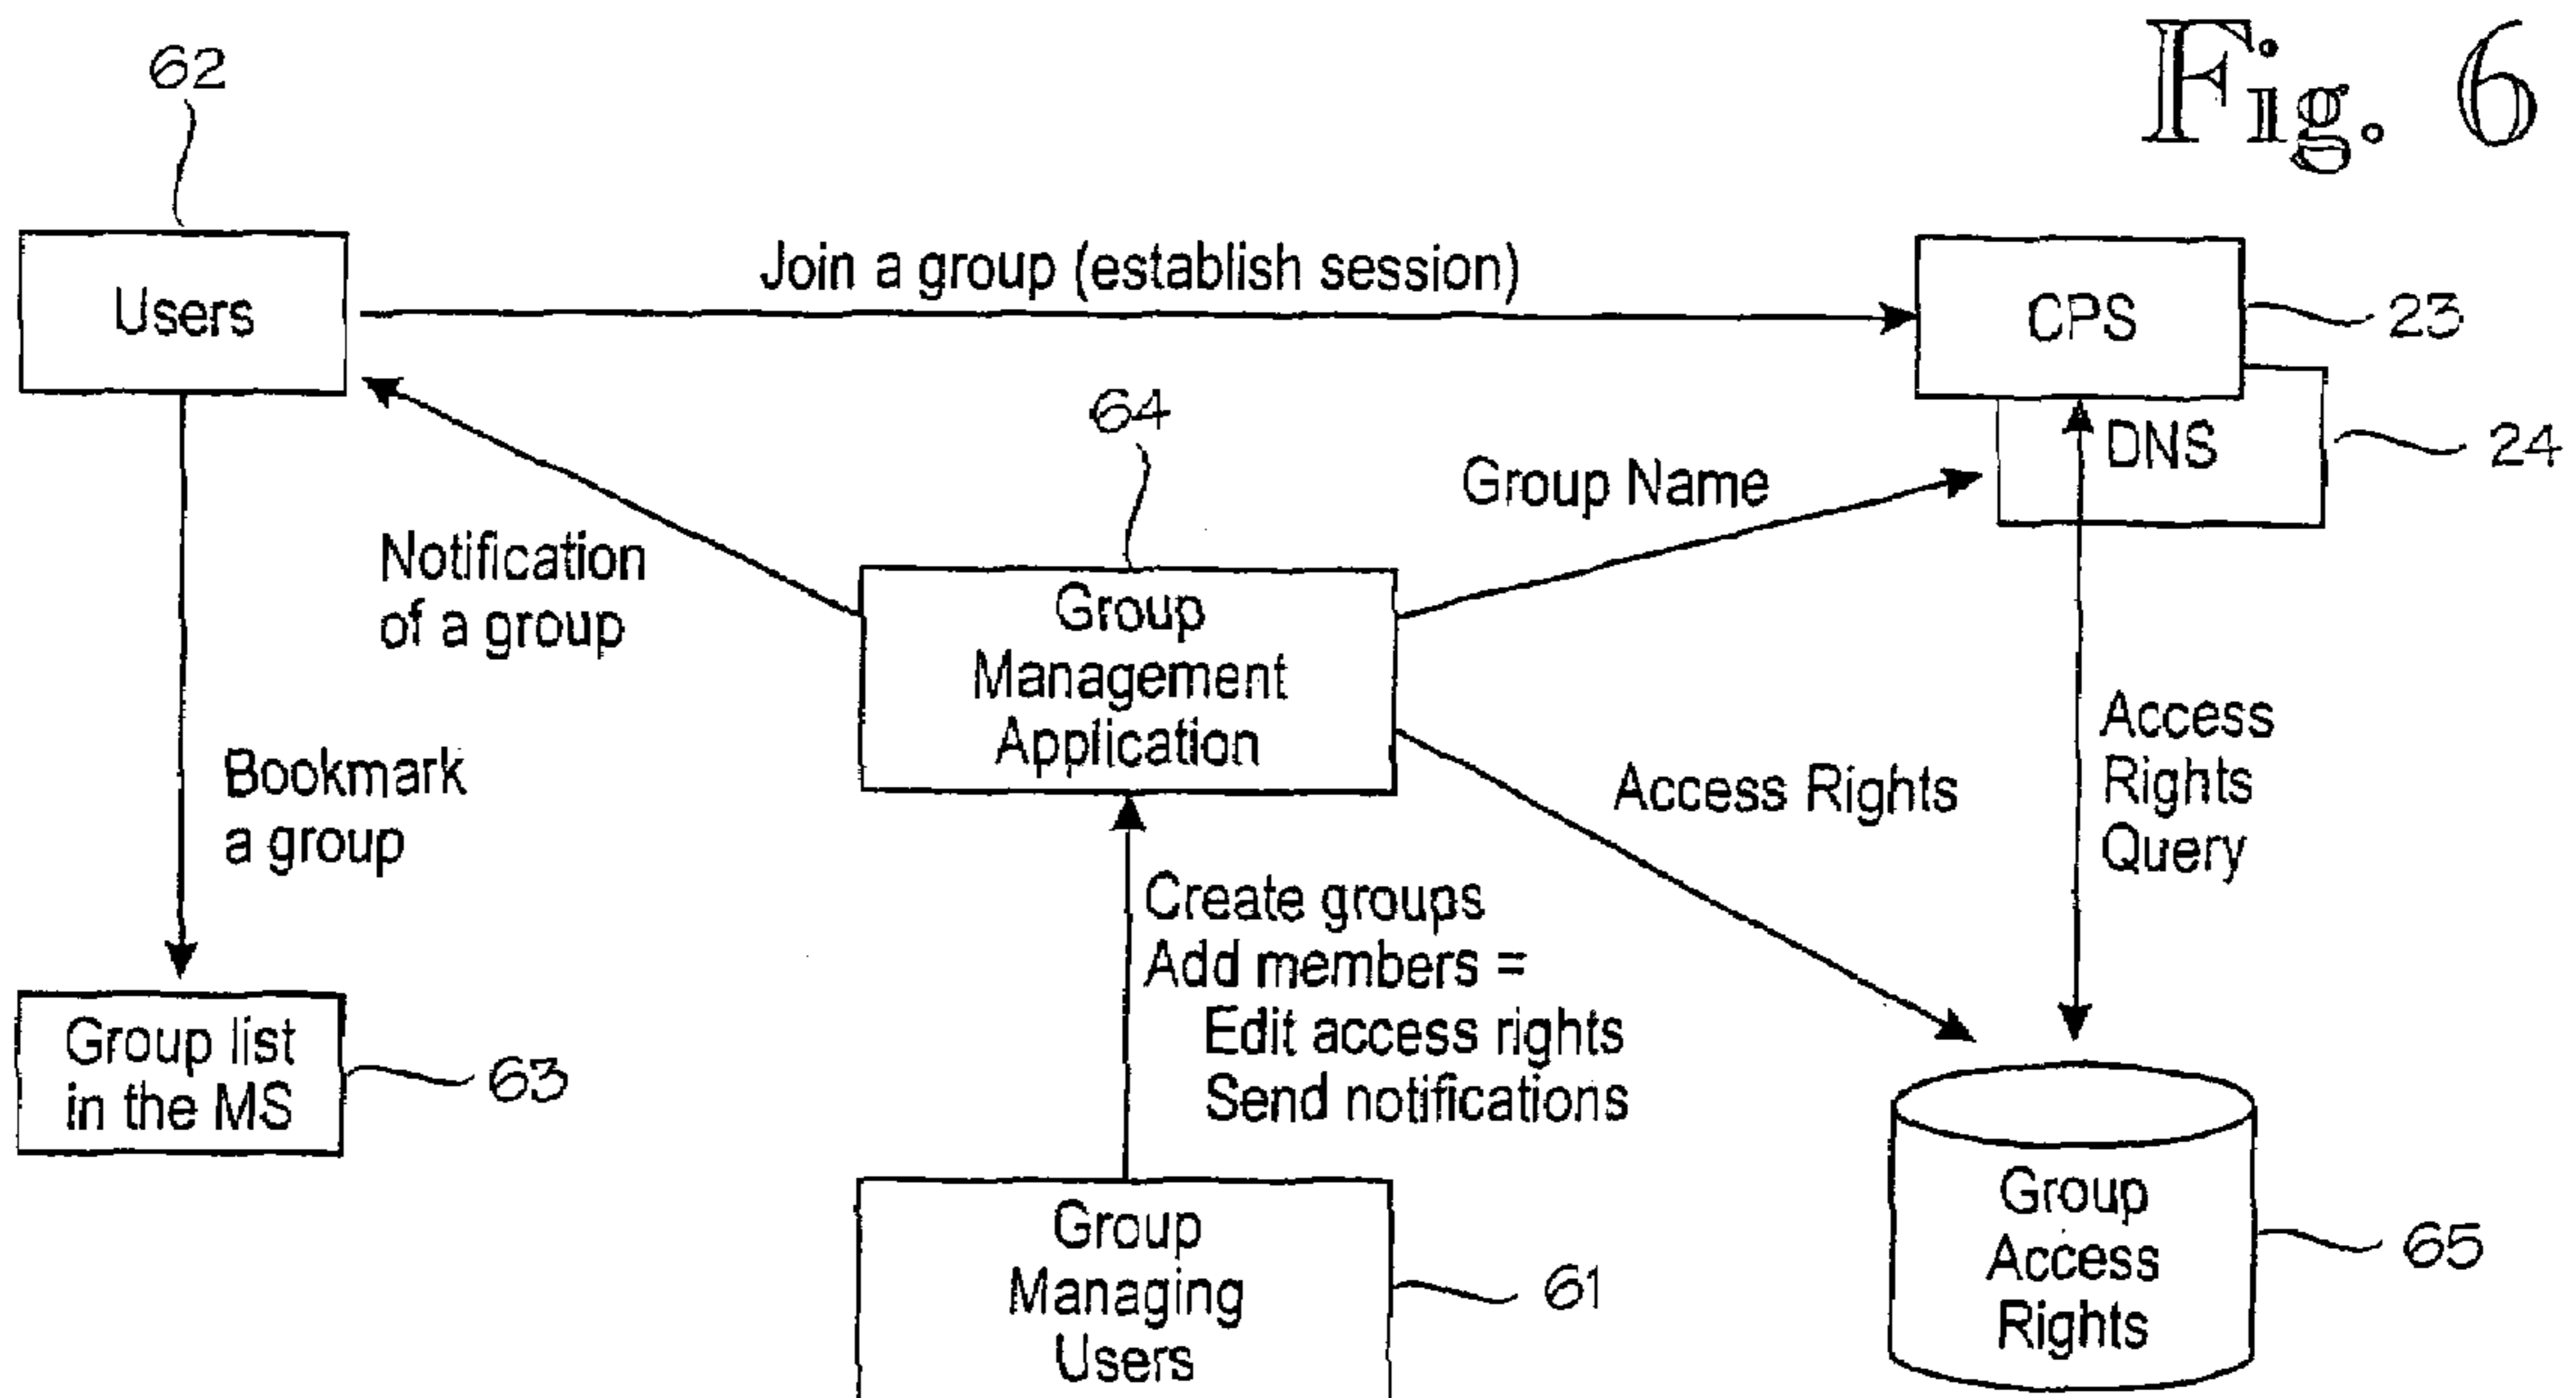 Fig. 6
62
Users
Join a group (establish session)
CPS
23
DNS
24
64
Group Name
Notification
of a group
Group
Management
Application
Access Rights
Access
Rights
Query
Bookmark
a group
Create groups
Add members =
Edit access rights
Send notifications
Group list
in the MS
63
Group
Managing
Users
61
Group
Access
Rights
65